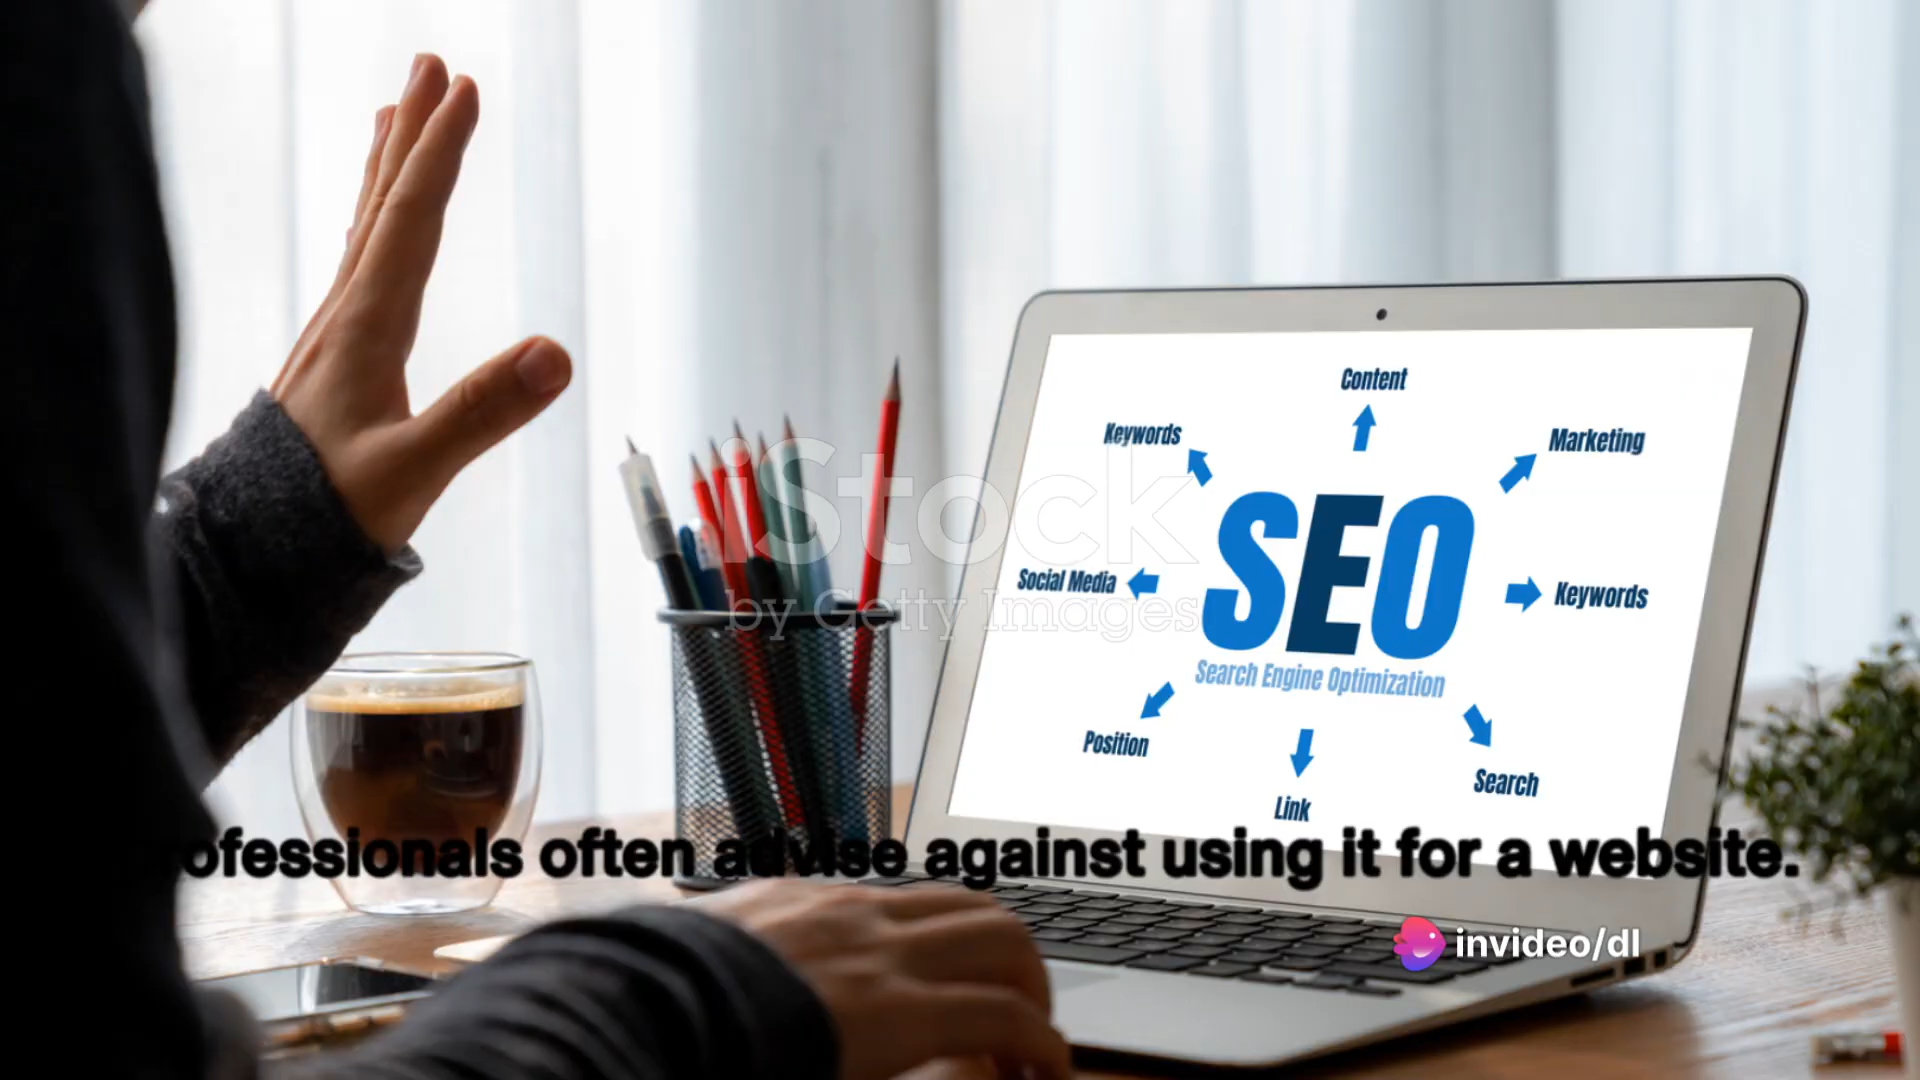 Content
Keywords
Marketing
iStock
by Getty Images
SEO
Social Media
Keywords
Search Engine Optimization
Position
Search
Link
often advise against using it for a website.
invideo/dl